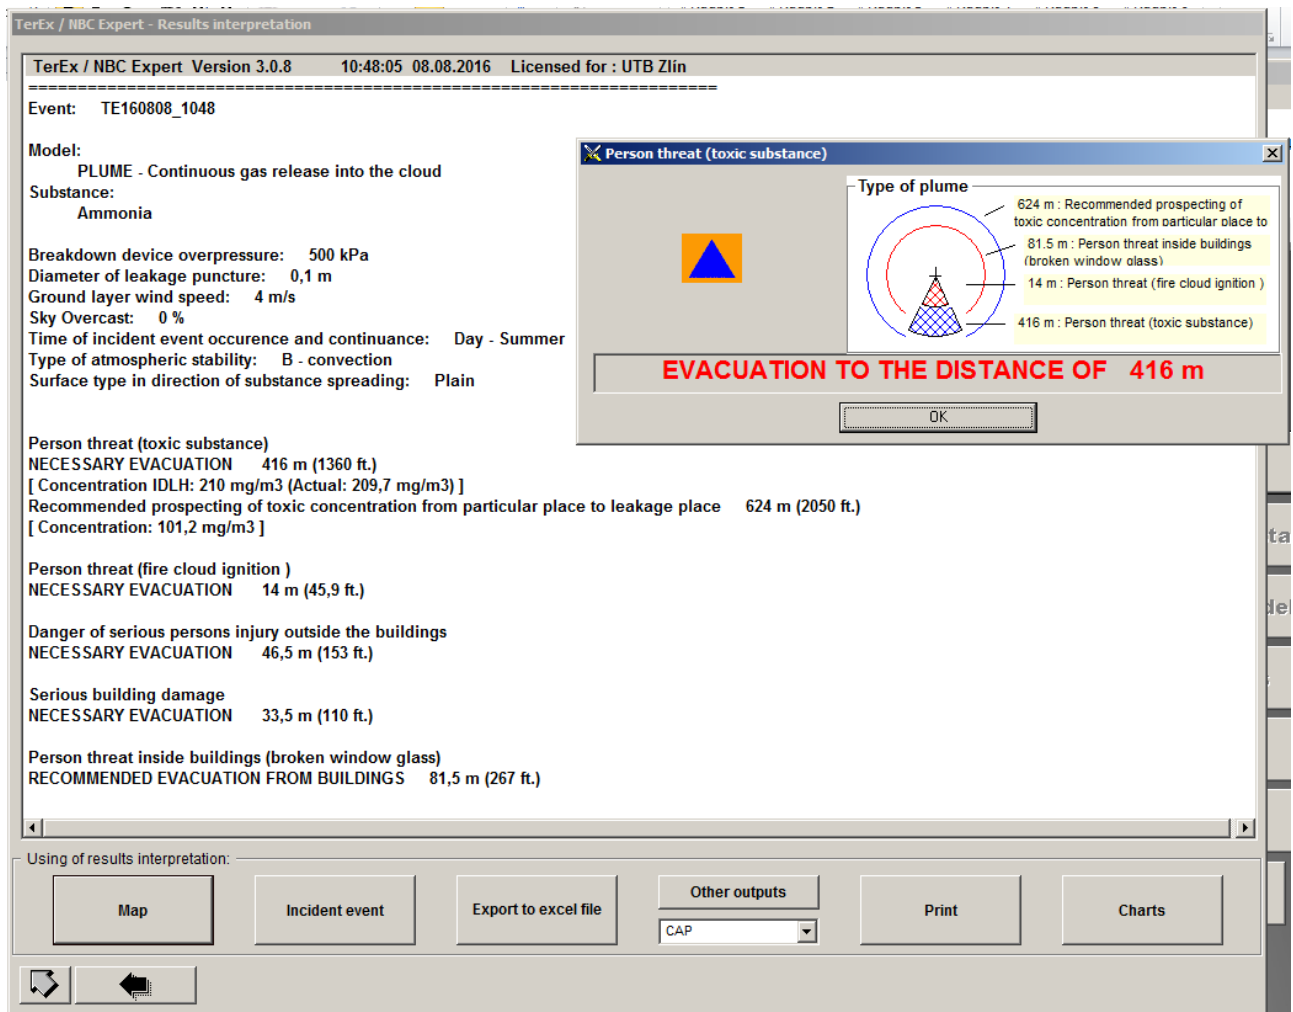 TerEx / NBC Expert - Results interpretation
TerEx / NBC Expert Version 3.0.8 10:48:05 08.08.2016 Licensed for : UTB Zlín
=====================================================================
Event: TE160808_1048
Model:
PLUME - Continuous gas release into the cloud
Substance:
Ammonia
Breakdown device overpressure: 500 kPa
Diameter of leakage puncture: 0,1 m
Ground layer wind speed: 4 m/s
Sky Overcast: 0 %
Time of incident event occurence and continuance: Day - Summer
Type of atmospheric stability: B - convection
Surface type in direction of substance spreading: Plain
Person threat (toxic substance)
NECESSARY EVACUATION 416 m (1360 ft.)
[ Concentration IDLH: 210 mg/m3 (Actual: 209,7 mg/m3) ]
Recommended prospecting of toxic concentration from particular place to leakage place 624 m (2050 ft.)
[ Concentration: 101,2 mg/m3 ]
Person threat (fire cloud ignition )
NECESSARY EVACUATION 14 m (45,9 ft.)
Danger of serious persons injury outside the buildings
NECESSARY EVACUATION 46,5 m (153 ft.)
Serious building damage
NECESSARY EVACUATION 33,5 m (110 ft.)
Person threat inside buildings (broken window glass)
RECOMMENDED EVACUATION FROM BUILDINGS 81,5 m (267 ft.)
Person threat (toxic substance)
Type of plume
624 m : Recommended prospecting of
toxic concentration from particular place to
81.5 m : Person threat inside buildings
(broken window glass)
14 m : Person threat (fire cloud ignition )
416 m : Person threat (toxic substance)
EVACUATION TO THE DISTANCE OF 416 m
OK
Using of results interpretation:
Map
Incident event
Export to excel file
Other outputs
CAP
Print
Charts